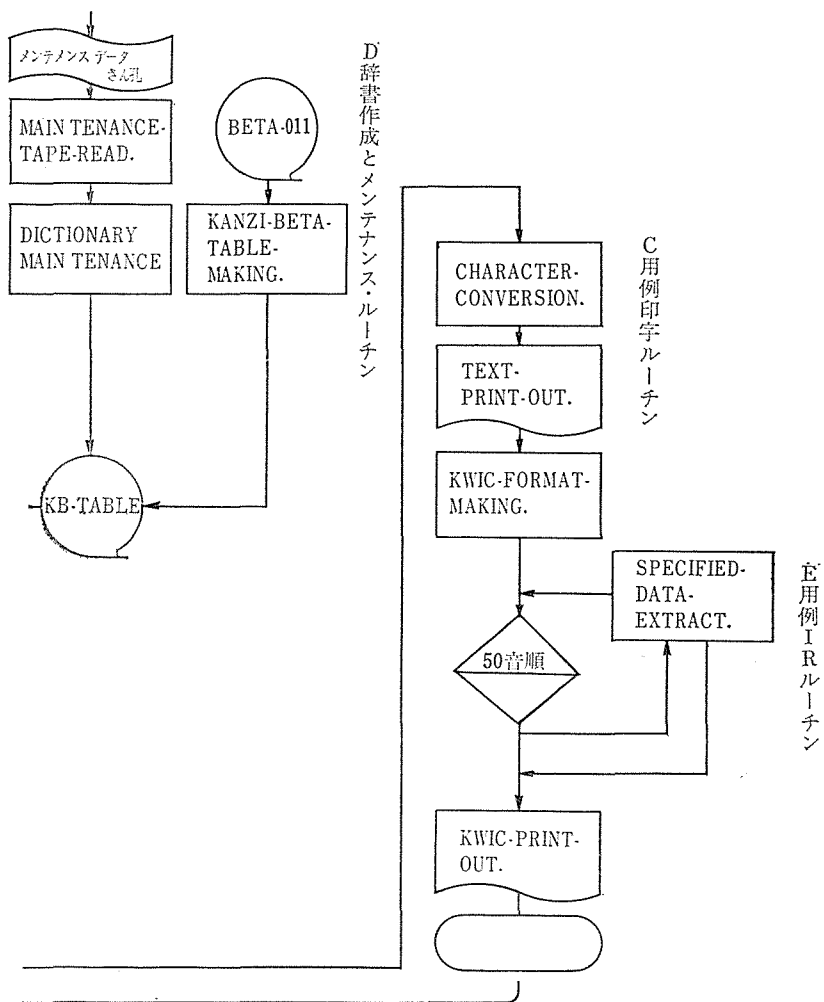 メンテメンスデータ
さん孔
MAIN TENANCE-
TAPE-READ.
DICTIONARY
MAIN TENANCE
BETA-011
KANZI-BETA-
TABLE-
MAKING.
KB-TABLE
D辞書作成とメンテナンス・ルーチン
CHARACTER-
CONVERSION.
TEXT-
PRINT-OUT.
KWIC-FORMAT-
MAKING.
50音順
SPECIFIED-
DATA-
EXTRACT.
KWIC-PRINT-
OUT.
C用例印字ルーチン
E用例IRルーチン